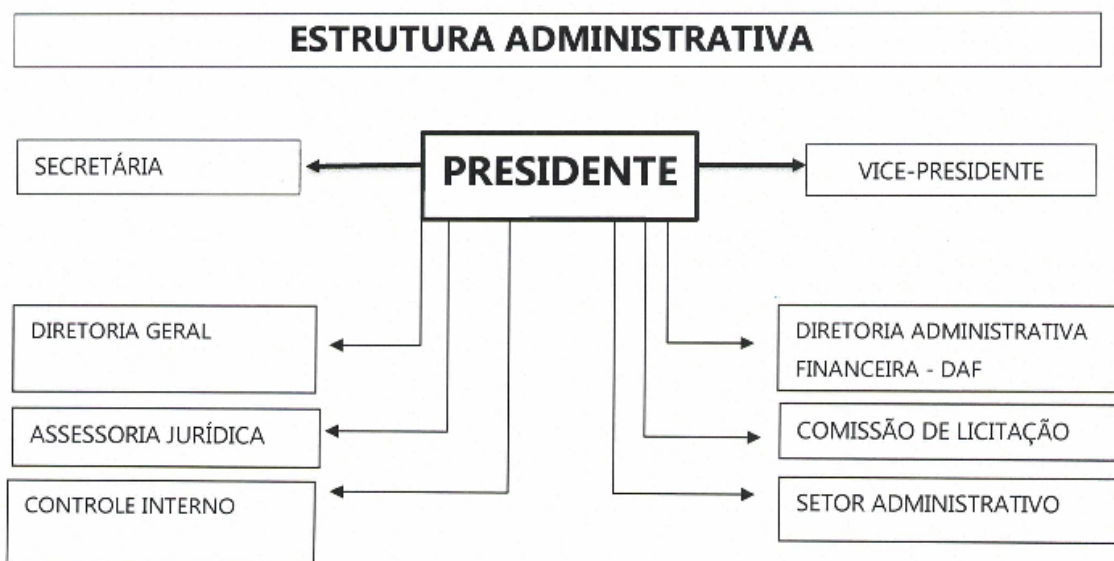 ESTRUTURA ADMINISTRATIVA
SECRETÁRIA
PRESIDENTE
VICE-PRESIDENTE
DIRETORIA GERAL
DIRETORIA ADMINISTRATIVA
FINANCEIRA - DAF
ASSESSORIA JURÍDICA
COMISSÃO DE LICITAÇÃO
CONTROLE INTERNO
SETOR ADMINISTRATIVO